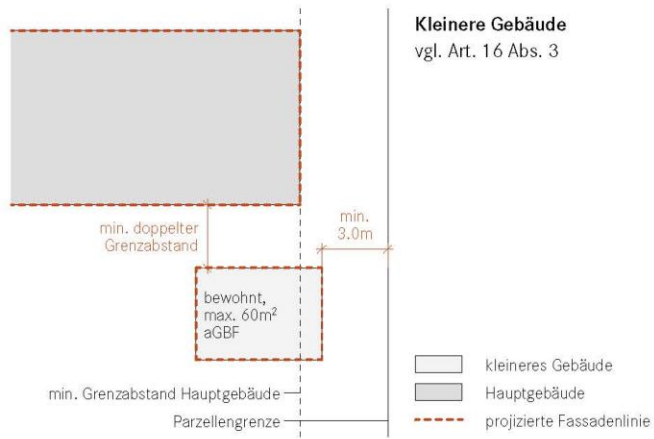 Kleinere Gebäude
vgl. Art. 16 Abs. 3
min. doppelter
Grenzabstand
min.
3.0m
bewohnt,
max. 60m²
aGBF
min. Grenzabstand Hauptgebäude
Parzellengrenze
kleineres Gebäude
Hauptgebäude
projizierte Fassadenlinie